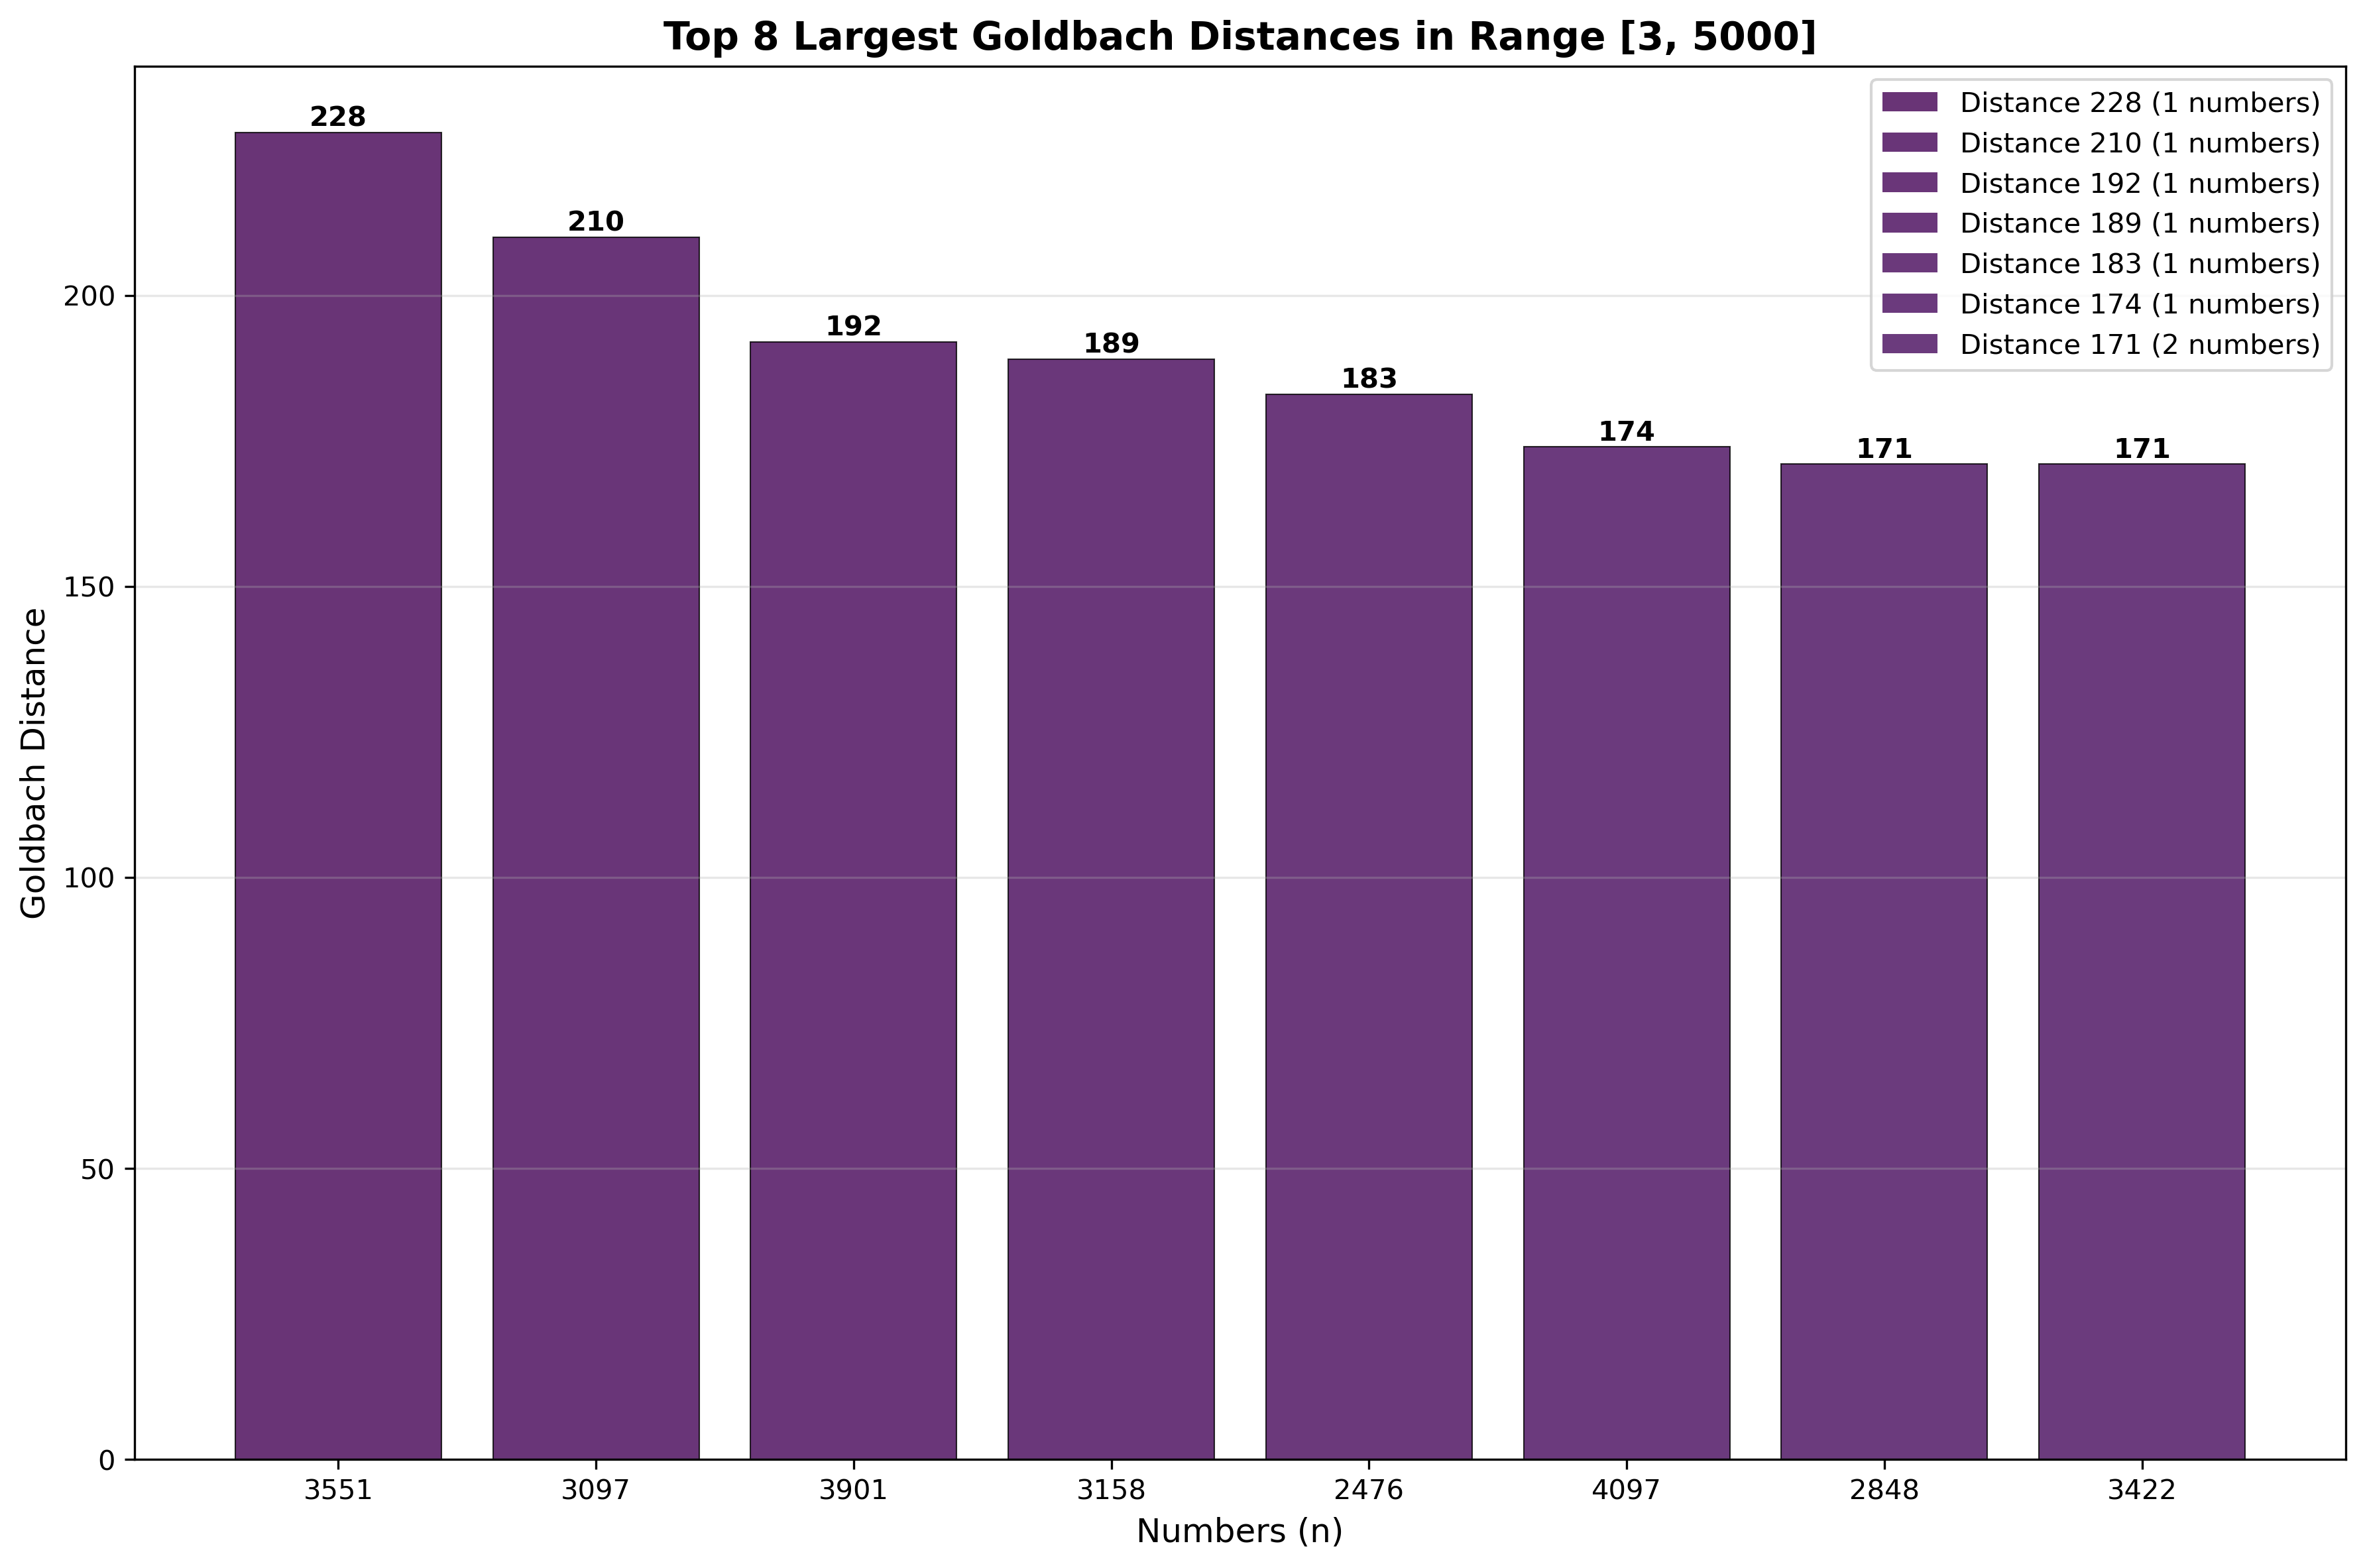 Top 8 Largest Goldbach Distances in Range [3, 5000]
Distance 228 (1 numbers)
Distance 210 (1 numbers)
Distance 192 (1 numbers)
Distance 189 (1 numbers)
Distance 183 (1 numbers)
Distance 174 (1 numbers)
Distance 171 (2 numbers)
228
210
192
189
183
174
171
171
Goldbach Distance
200
150
100
50
0
3551
3097
3901
3158
2476
4097
2848
3422
Numbers (n)